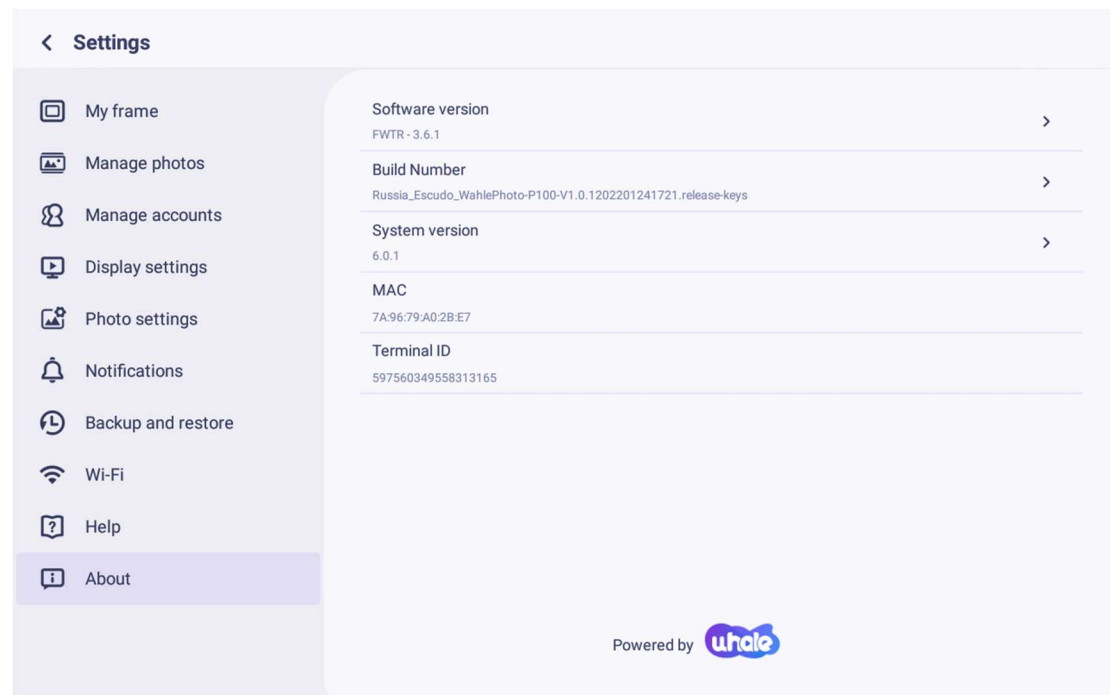 Settings
My frame
Manage photos
Manage accounts
Display settings
Photo settings
Notifications
Backup and restore
Wi-Fi
Help
About
Software version
FWTR - 3.6.1
Build Number
Russia_Escudo_WahlePhoto-P100-V1.0.1202201241721.release-keys
System version
6.0.1
MAC
7A:96:79:A0:2B:E7
Terminal ID
597560349558313165
Powered by uhale